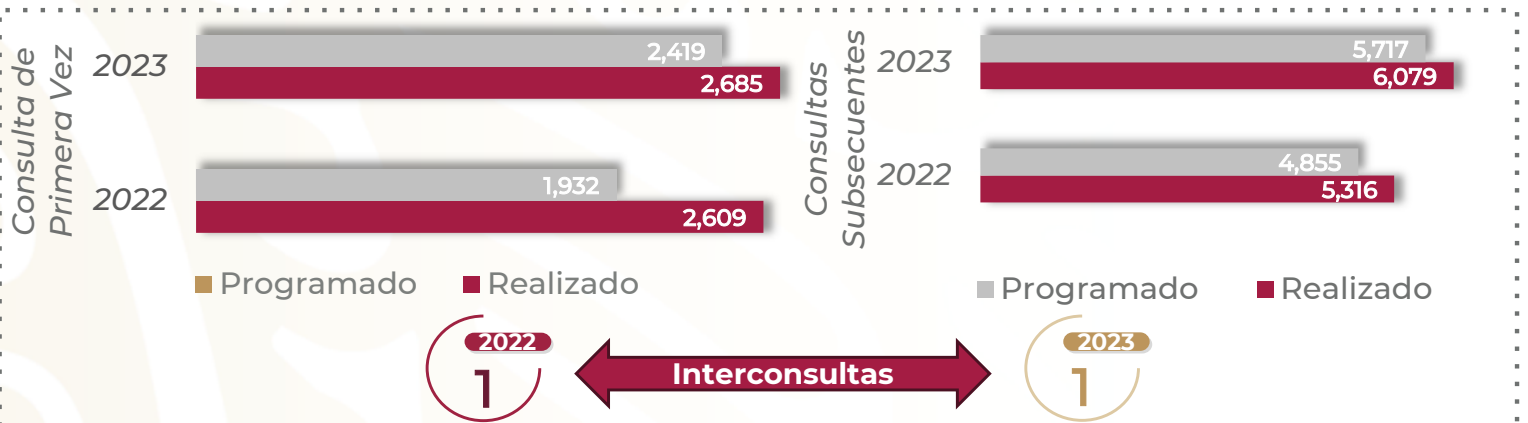 Consulta de
Primera Vez
2023
2,419
2,685
2022
1,932
2,609
Programado
Realizado
Consultas
Subsecuentes
2023
5,717
6,079
2022
4,855
5,316
Programado
Realizado
2022
1
Interconsultas
2023
1